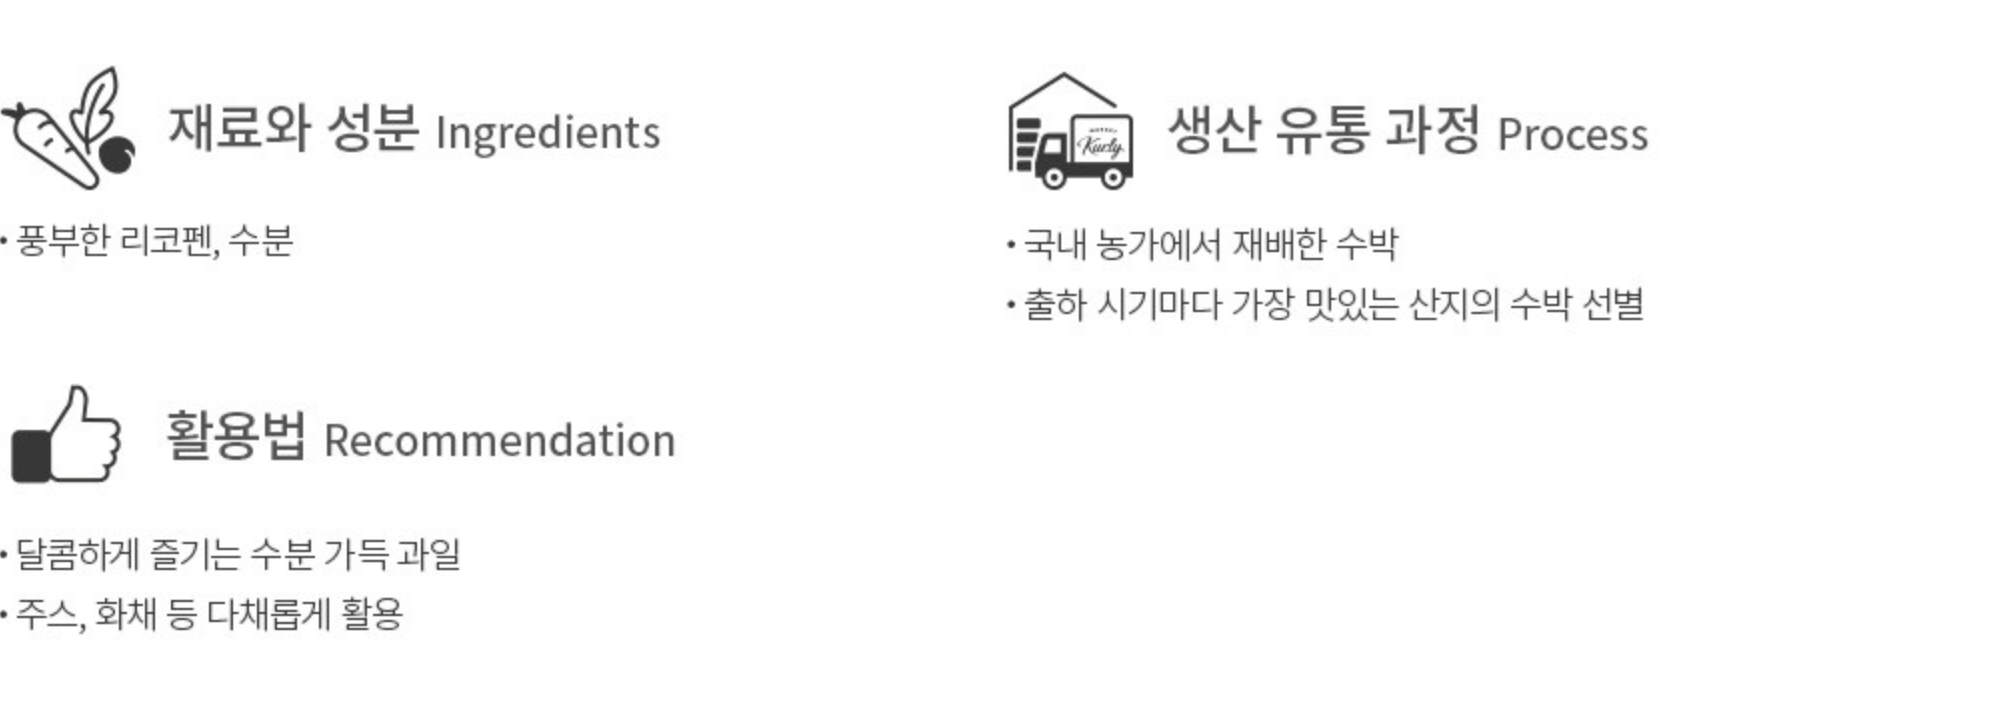 재료와 성분 Ingredients
• 풍부한 리코펜, 수분
MARKET
Kurly
생산 유통 과정 Process
• 국내 농가에서 재배한 수박
• 출하 시기마다 가장 맛있는 산지의 수박 선별
활용법 Recommendation
• 달콤하게 즐기는 수분 가득 과일
• 주스, 화채 등 다채롭게 활용